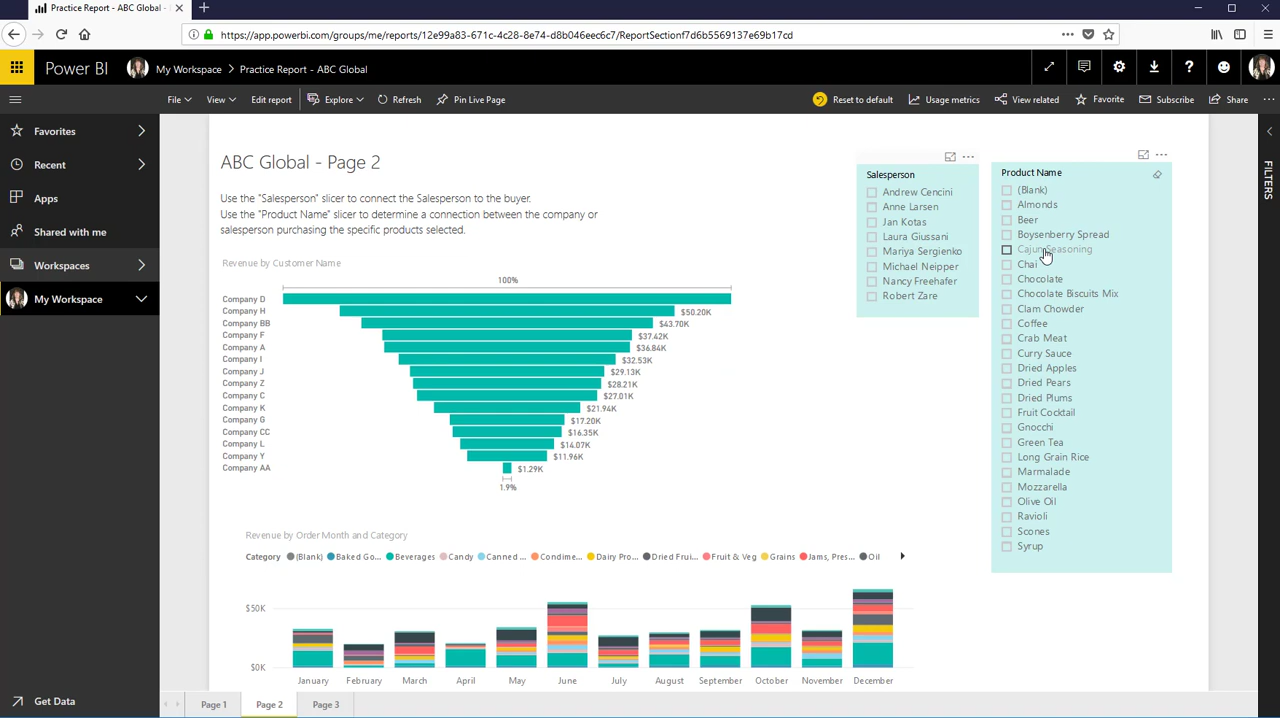 Practice Report - ABC Global -
https://app.powerbi.com/groups/me/reports/12e99a83-671c-4c28-8e74-d8b046eec6c7/ReportSectionf7d6b5569137e69b17cd
Power BI
My Workspace > Practice Report - ABC Global
File
View
Edit report
Explore
Refresh
Pin Live Page
Reset to default
Usage metrics
View related
Favorite
Subscribe
Share
Favorites
Recent
Apps
Shared with me
Workspaces
My Workspace
Get Data
ABC Global - Page 2
Use the "Salesperson" slicer to connect the Salesperson to the buyer.
Use the "Product Name" slicer to determine a connection between the company or
salesperson purchasing the specific products selected.
Revenue by Customer Name
100%
Company D
Company H $50.20K
Company BB $43.70K
Company F $37.42K
Company A $36.84K
Company I $32.53K
Company J $29.13K
Company Z $28.21K
Company C $27.01K
Company K $21.94K
Company G $17.20K
Company CC $16.35K
Company L $14.07K
Company Y $11.96K
Company AA $1.29K
1.9%
Salesperson
Andrew Cencini
Anne Larsen
Jan Kotas
Laura Giussani
Mariya Sergienko
Michael Neipper
Nancy Freehafer
Robert Zare
Product Name
(Blank)
Almonds
Beer
Boysenberry Spread
Cajun Seasoning
Chai
Chocolate
Chocolate Biscuits Mix
Clam Chowder
Coffee
Crab Meat
Curry Sauce
Dried Apples
Dried Pears
Dried Plums
Fruit Cocktail
Gnocchi
Green Tea
Long Grain Rice
Marmalade
Mozzarella
Olive Oil
Ravioli
Scones
Syrup
FILTERS
Revenue by Order Month and Category
Category (Blank) Baked Go... Beverages Candy Canned ... Condime... Dairy Pro... Dried Frui... Fruit & Veg Grains Jams, Pres... Oil
$50K
$0K
January February March April May June July August September October November December
Page 1
Page 2
Page 3